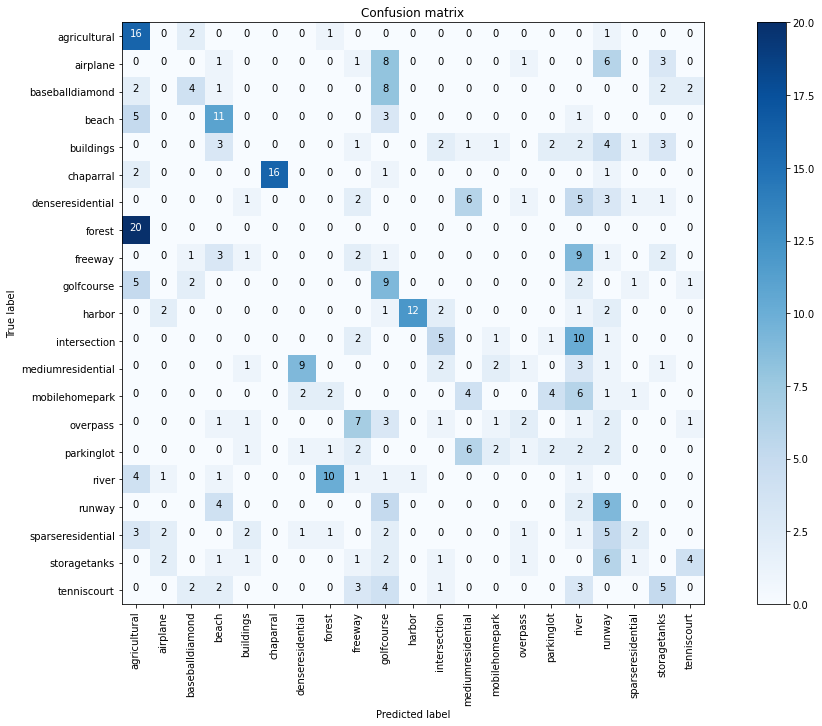 Confusion matrix
agricultural 16 0 2 0 0 0 0 1 0 0 0 0 0 0 0 0 0 1 0 0 0
airplane 0 0 0 1 0 0 0 0 1 8 0 0 0 0 1 0 0 6 0 3 0
baseballdiamond 2 0 4 1 0 0 0 0 0 8 0 0 0 0 0 0 0 0 0 2 2
beach 5 0 0 11 0 0 0 0 0 3 0 0 0 0 0 0 1 0 0 0 0
buildings 0 0 0 3 0 0 0 0 1 0 0 2 1 1 0 2 2 4 1 3 0
chaparral 2 0 0 0 0 16 0 0 0 1 0 0 0 0 0 0 0 1 0 0 0
denseresidential 0 0 0 0 1 0 0 0 2 0 0 0 6 0 1 0 5 3 1 1 0
forest 20 0 0 0 0 0 0 0 0 0 0 0 0 0 0 0 0 0 0 0 0
freeway 0 0 1 3 1 0 0 0 2 1 0 0 0 0 0 0 9 1 0 2 0
golfcourse 5 0 2 0 0 0 0 0 0 9 0 0 0 0 0 0 2 0 1 0 1
harbor 0 2 0 0 0 0 0 0 0 1 12 2 0 0 0 0 1 2 0 0 0
intersection 0 0 0 0 0 0 0 0 2 0 0 5 0 1 0 1 10 1 0 0 0
mediumresidential 0 0 0 0 1 0 9 0 0 0 0 2 0 2 1 0 3 1 0 1 0
mobilehomepark 0 0 0 0 0 0 2 2 0 0 0 0 4 0 0 4 6 1 1 0 0
overpass 0 0 0 1 1 0 0 0 7 3 0 1 0 1 2 0 1 2 0 0 1
parkinglot 0 0 0 0 1 0 1 1 2 0 0 0 6 2 1 2 2 2 0 0 0
river 4 1 0 1 0 0 0 10 1 1 1 0 0 0 0 0 1 0 0 0 0
runway 0 0 0 4 0 0 0 0 0 5 0 0 0 0 0 0 2 9 0 0 0
sparseresidential 3 2 0 0 2 0 1 1 0 2 0 0 0 0 1 0 1 5 2 0 0
storagetanks 0 2 0 1 1 0 0 0 1 2 0 1 0 0 1 0 0 6 1 0 4
tenniscourt 0 0 2 2 0 0 0 0 3 4 0 1 0 0 0 0 3 0 0 5 0
True label
agricultural
airplane
baseballdiamond
beach
buildings
chaparral
denseresidential
forest
freeway
golfcourse
harbor
intersection
mediumresidential
mobilehomepark
overpass
parkinglot
river
runway
sparseresidential
storagetanks
tenniscourt
Predicted label
20.0
17.5
15.0
12.5
10.0
7.5
5.0
2.5
0.0